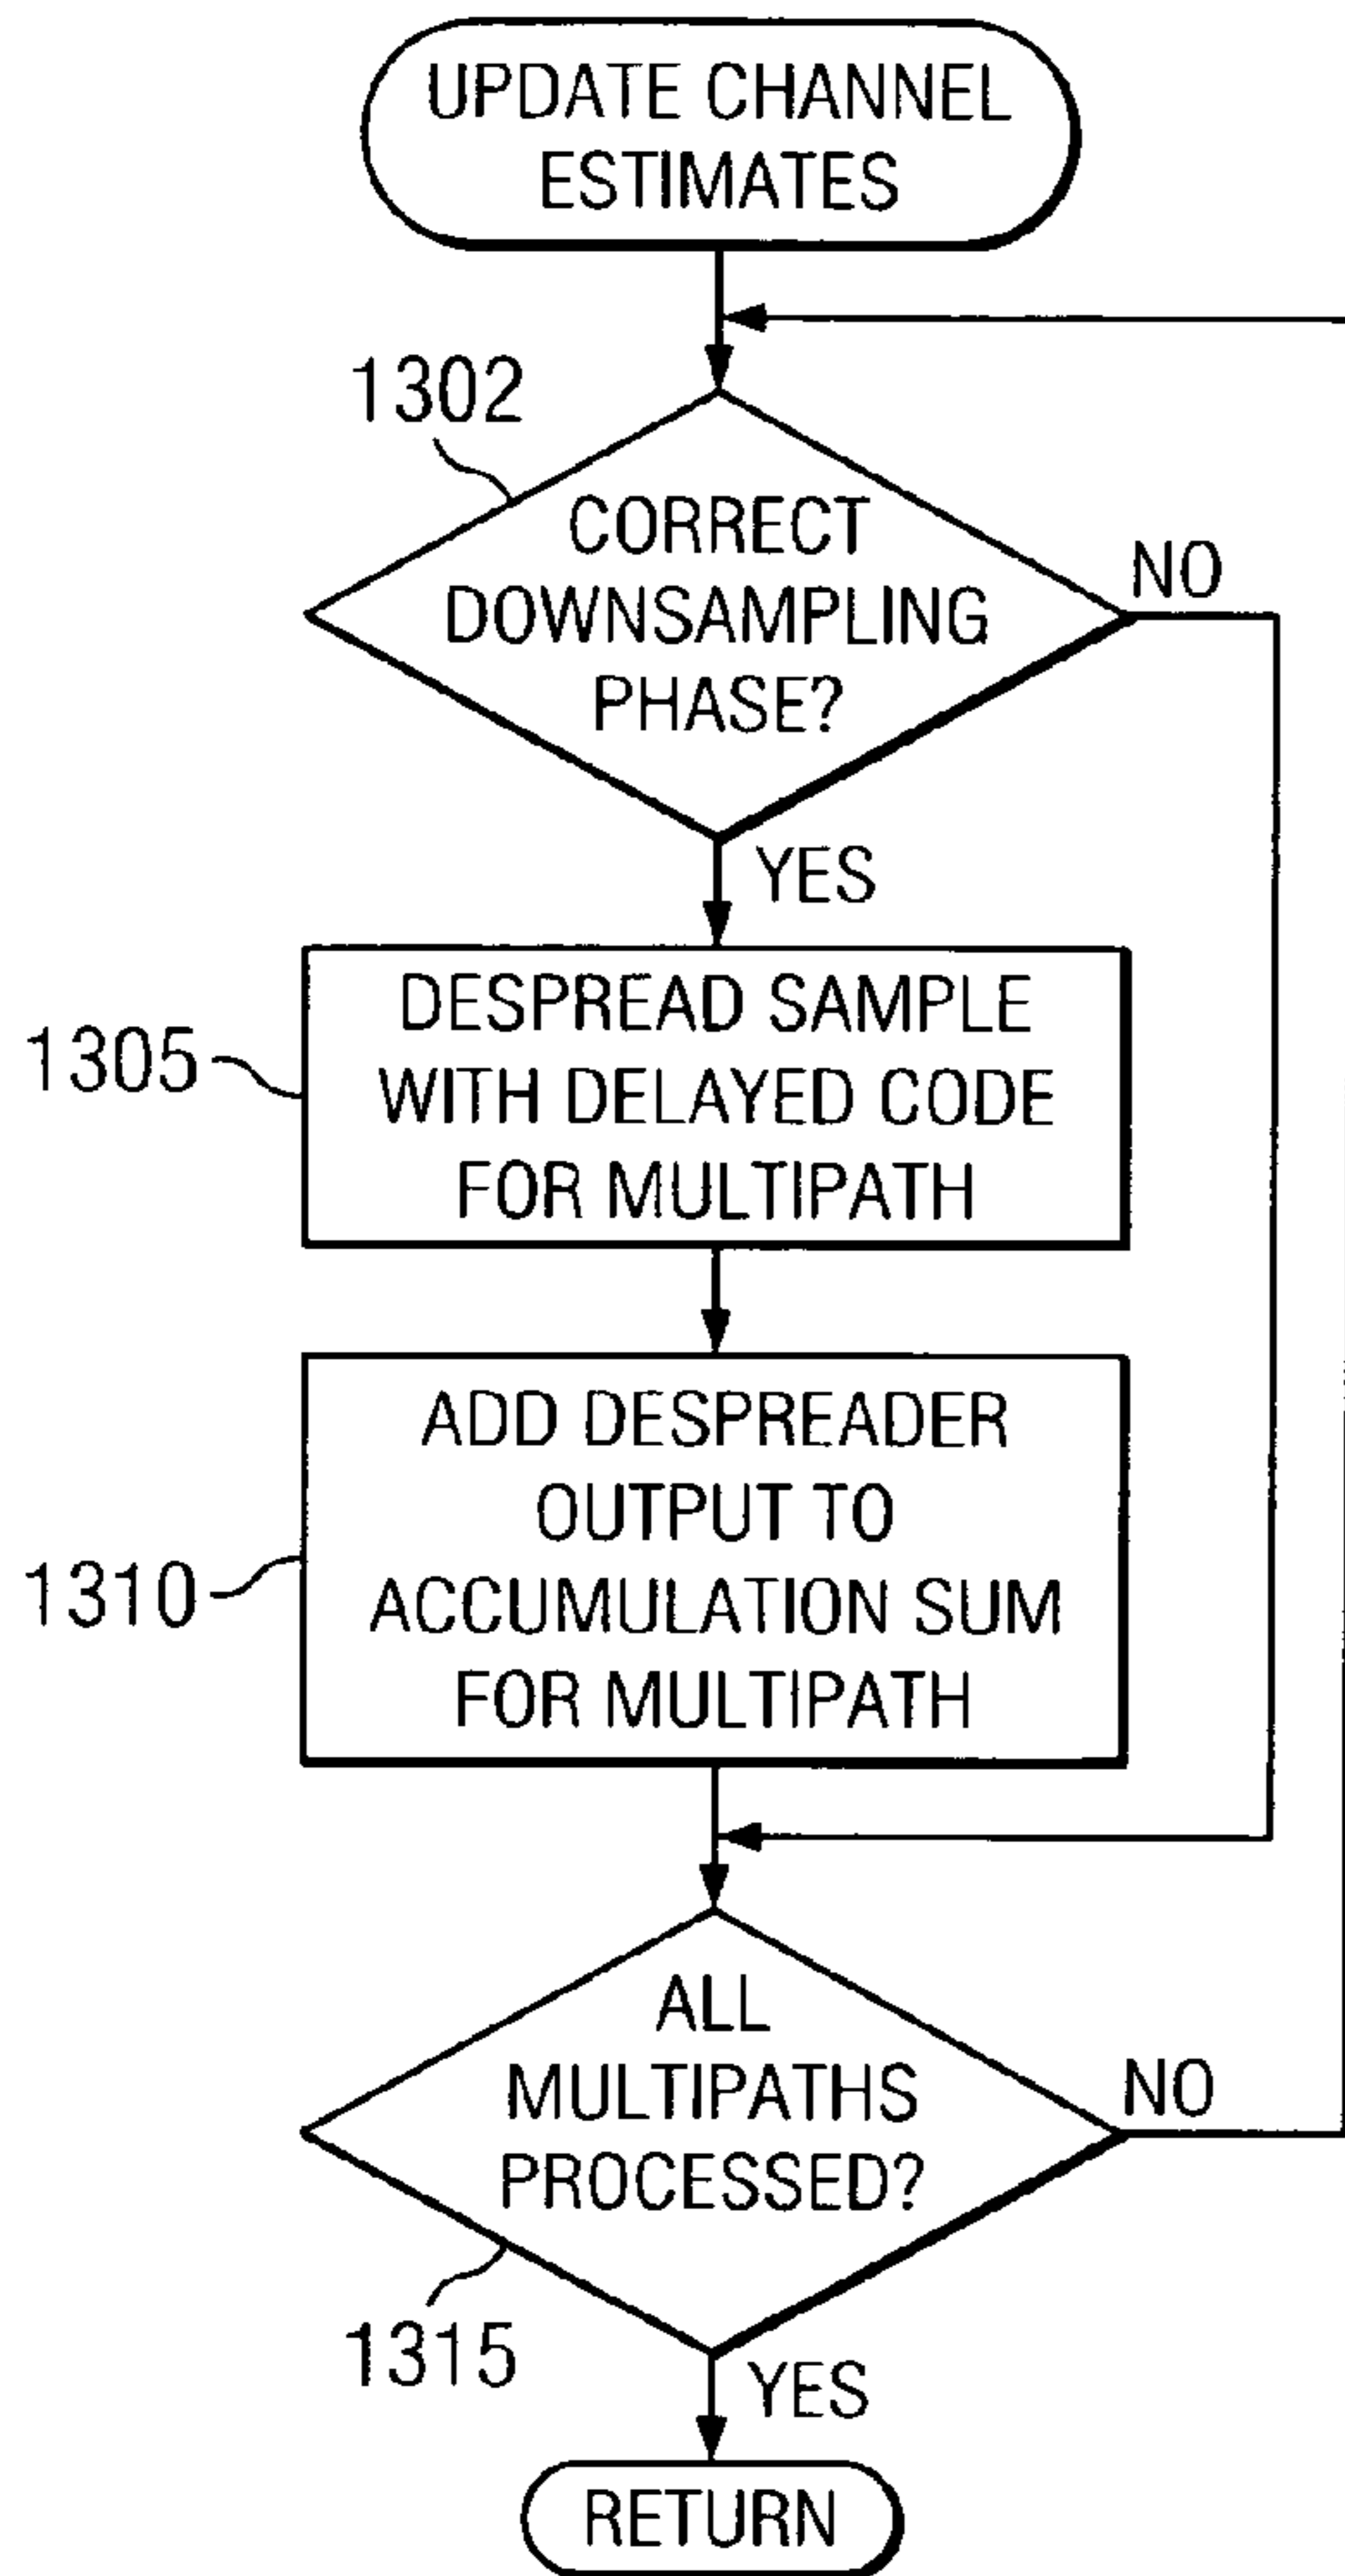 UPDATE CHANNEL
ESTIMATES
1302
CORRECT
DOWNSAMPLING
PHASE?
NO
YES
1305
DESPREAD SAMPLE
WITH DELAYED CODE
FOR MULTIPATH
1310
ADD DESPREADER
OUTPUT TO
ACCUMULATION SUM
FOR MULTIPATH
ALL
MULTIPATHS
PROCESSED?
NO
1315
YES
RETURN